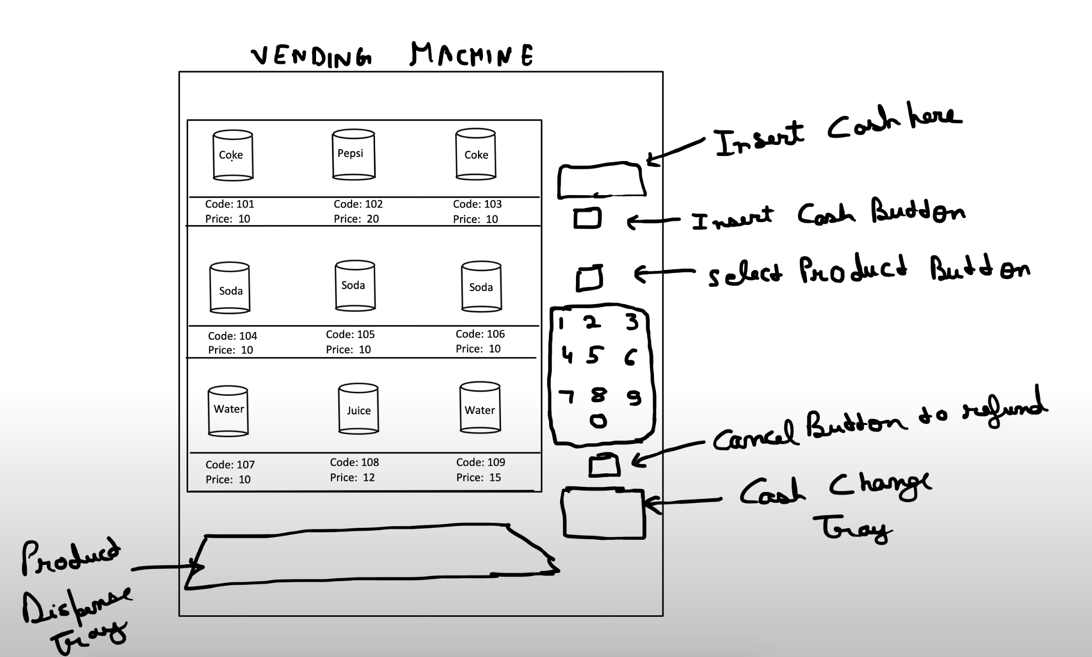 VENDING MACHINE
Coke Pepsi Coke
Code: 101 Code: 102 Code: 103
Price: 10 Price: 20 Price: 10
Soda Soda Soda
Code: 104 Code: 105 Code: 106
Price: 10 Price: 10 Price: 10
Water Juice Water
Code: 107 Code: 108 Code: 109
Price: 10 Price: 12 Price: 15
Insert Cash here
Insert Cash Button
Select Product Button
1 2 3
4 5 6
7 8 9
0
Cancel Button to refund
Cash Change
Tray
Product
Dispense
Tray